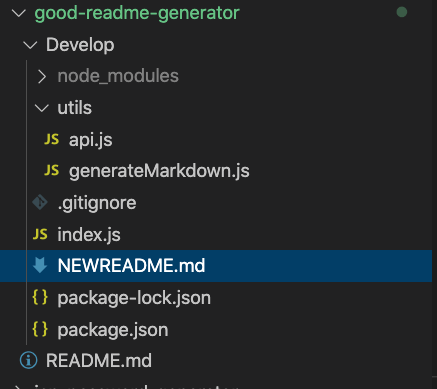 good-readme-generator
Develop
node_modules
utils
JS api.js
JS generateMarkdown.js
.gitignore
JS index.js
NEWREADME.md
{} package-lock.json
{} package.json
README.md